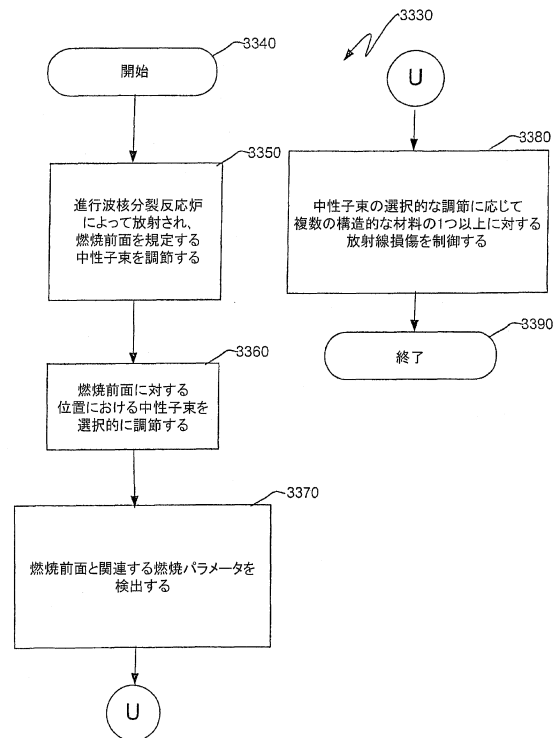 3340
開始
3350
進行波核分裂反応炉
によって放射され、
燃焼前面を規定する
中性子束を調節する
3360
燃焼前面に対する
位置における中性子束を
選択的に調節する
3370
燃焼前面と関連する燃焼パラメータを
検出する
U
3330
U
3380
中性子束の選択的な調節に応じて
複数の構造的な材料の1つ以上に対する
放射線損傷を制御する
3390
終了